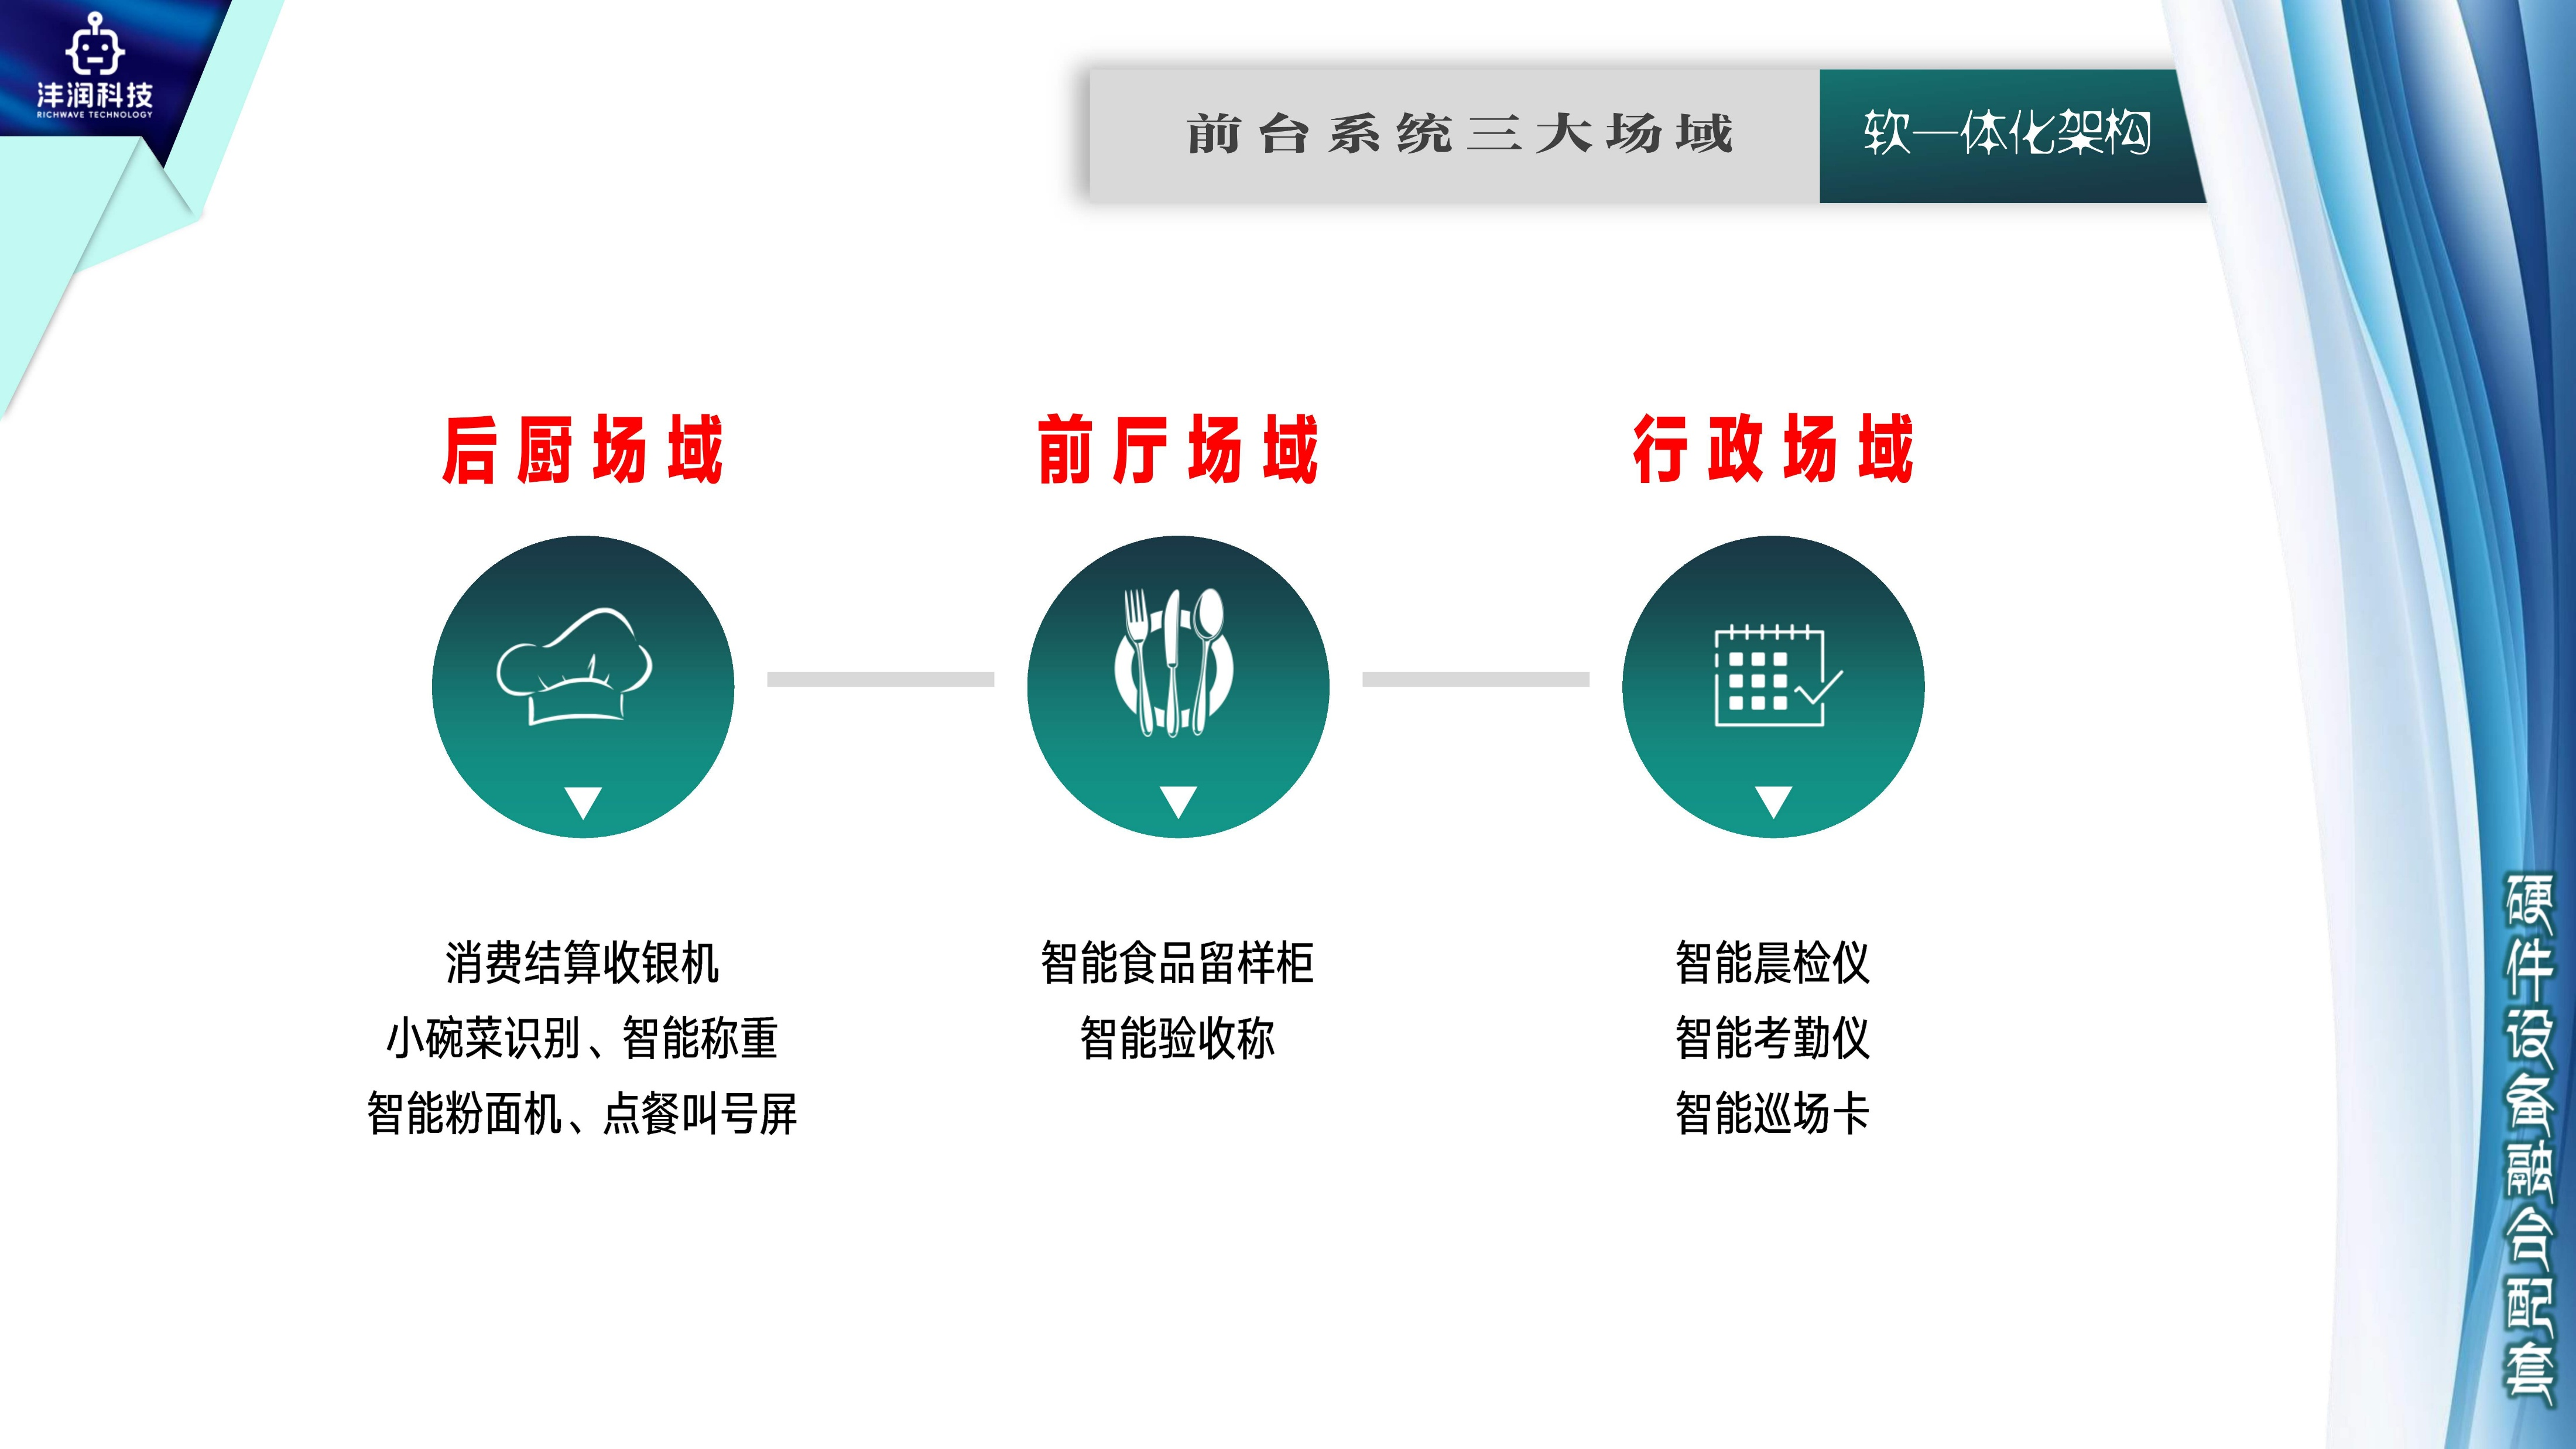 沣润科技
RICHWAVE TECHNOLOGY
前台系统三大场域
软一体化架构
后厨场域
前厅场域
行政场域
消费结算收银机
小碗菜识别、智能称重
智能粉面机、点餐叫号屏
智能食品留样柜
智能验收称
智能晨检仪
智能考勤仪
智能巡场卡
硬件设备融合配套